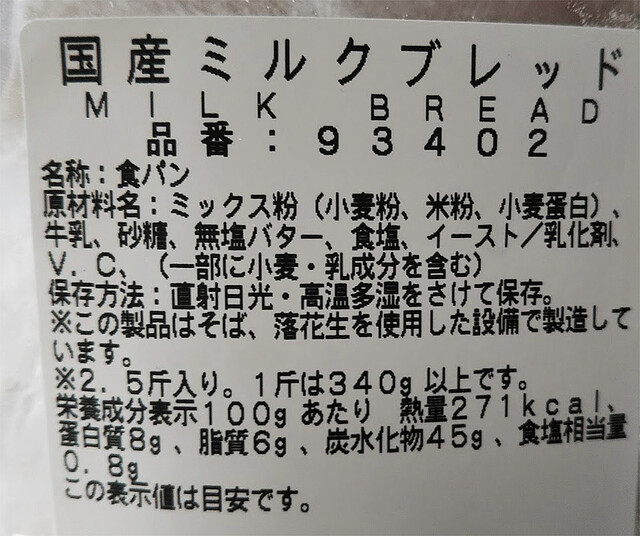 国産ミルクブレッド
MILK BREAD
品番：93402
名称：食パン
原材料名：ミックス粉（小麦粉、米粉、小麦蛋白）、
牛乳、砂糖、無塩バター、食塩、イースト／乳化剤、
V．C、（一部に小麦・乳成分を含む）
保存方法：直射日光・高温多湿をさけて保存。
※この製品はそば、落花生を使用した設備で製造して
います。
※2．5斤入り。1斤は340g以上です。
栄養成分表示100gあたり 熱量271kcal、
蛋白質8g、脂質6g、炭水化物45g、食塩相当量
0．8g
この表示値は目安です。